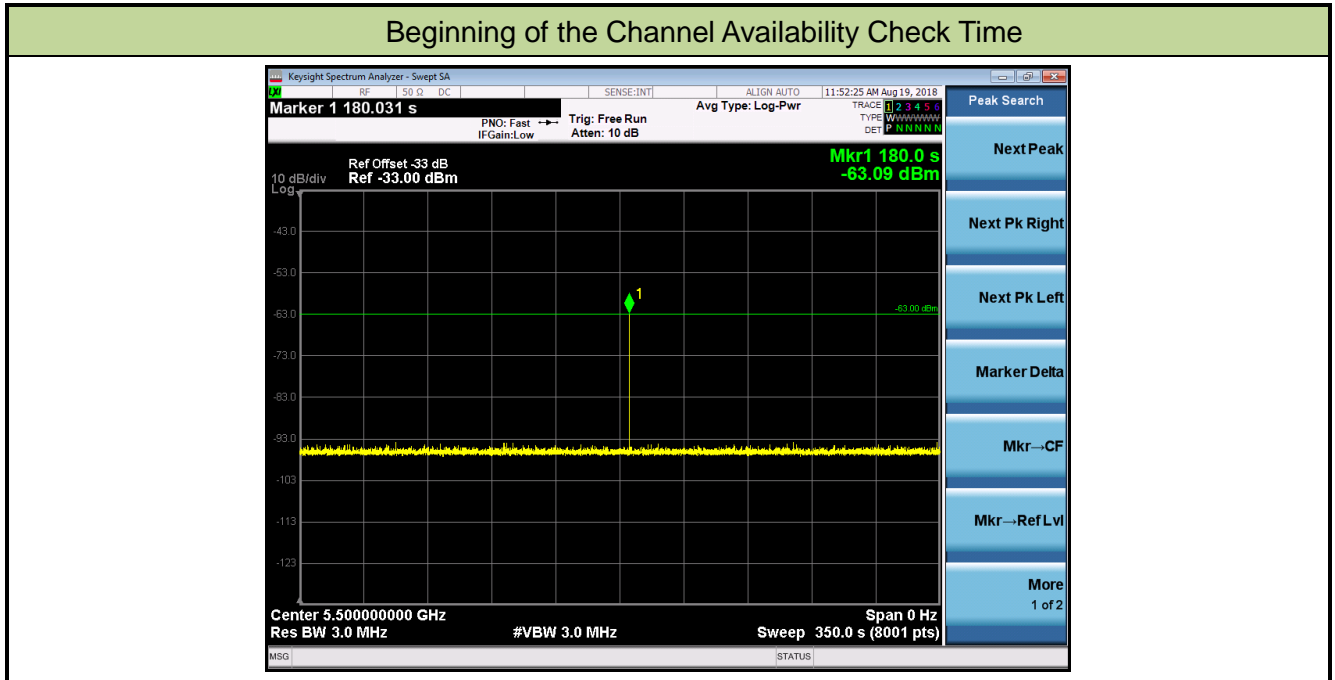 Beginning of the Channel Availability Check Time
Keysight Spectrum Analyzer - Swept SA
LXI
RF
50 Ω
DC
SENSE:INT
ALIGN AUTO
11:52:25 AM Aug 19, 2018
Marker 1 180.031 s
PNO: Fast
IFGain:Low
Trig: Free Run
Atten: 10 dB
Avg Type: Log-Pwr
TRACE 1 2 3 4 5 6
TYPE W W W W W W
DET P N N N N N
Ref Offset -33 dB
Ref -33.00 dBm
10 dB/div
Log
Mkr1 180.0 s
-63.09 dBm
-43.0
-53.0
-63.0
-73.0
-83.0
-93.0
-103
-113
-123
1
-63.00 dBm
Center 5.500000000 GHz
Res BW 3.0 MHz
#VBW 3.0 MHz
Span 0 Hz
Sweep 350.0 s (8001 pts)
MSG
STATUS
Peak Search
Next Peak
Next Pk Right
Next Pk Left
Marker Delta
Mkr→CF
Mkr→Ref Lvl
More
1 of 2